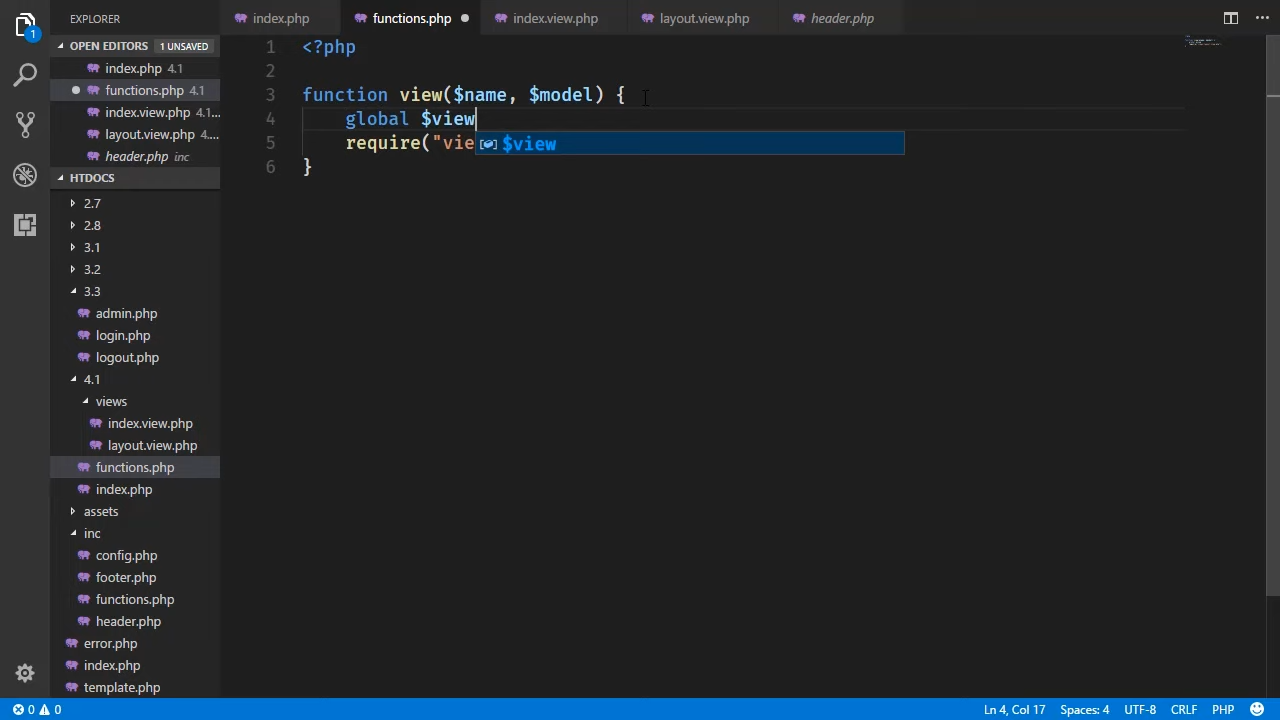 EXPLORER
index.php
functions.php
index.view.php
layout.view.php
header.php
1
OPEN EDITORS 1 UNSAVED
index.php 4.1
functions.php 4.1
index.view.php 4.1...
layout.view.php 4....
header.php inc
HTDOCS
2.7
2.8
3.1
3.2
3.3
admin.php
login.php
logout.php
4.1
views
index.view.php
layout.view.php
functions.php
index.php
assets
inc
config.php
footer.php
functions.php
header.php
error.php
index.php
template.php
1 <?php
2
3 function view($name, $model) {
4 global $view
5 require("vie
$view
6 }
0 0
Ln 4, Col 17 Spaces: 4 UTF-8 CRLF PHP